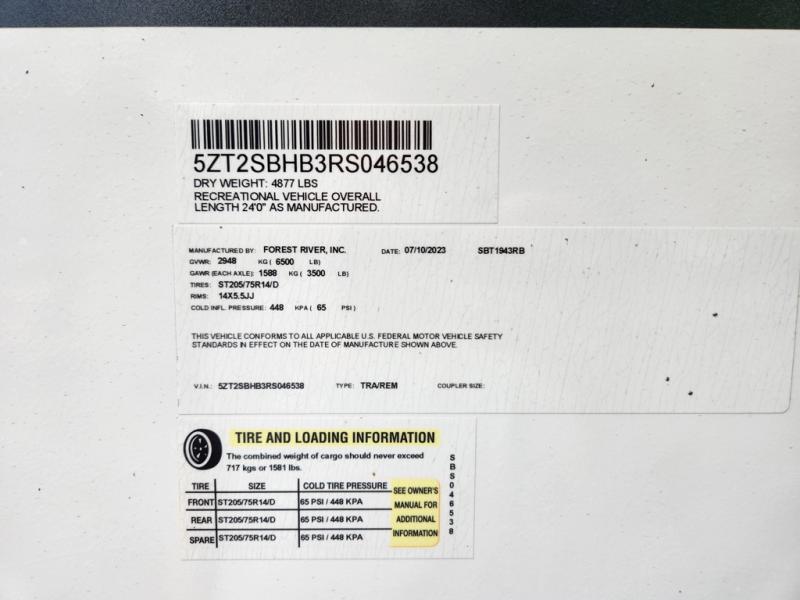 5ZT2SBHB3RS046538
DRY WEIGHT: 4877 LBS
RECREATIONAL VEHICLE OVERALL
LENGTH 24'0" AS MANUFACTURED.
MANUFACTURED BY: FOREST RIVER, INC. DATE: 07/10/2023 SBT1943RB
GVWR: 2948 KG ( 6500 LB)
GAWR (EACH AXLE): 1588 KG ( 3500 LB)
TIRES: ST205/75R14/D
RIMS: 14X5.5JJ
COLD INFL. PRESSURE: 448 KPA ( 65 PSI )
THIS VEHICLE CONFORMS TO ALL APPLICABLE U.S. FEDERAL MOTOR VEHICLE SAFETY
STANDARDS IN EFFECT ON THE DATE OF MANUFACTURE SHOWN ABOVE.
V.I.N.: 5ZT2SBHB3RS046538 TYPE: TRA/REM COUPLER SIZE:
TIRE AND LOADING INFORMATION
The combined weight of cargo should never exceed
717 kgs or 1581 lbs.
TIRE SIZE COLD TIRE PRESSURE
FRONT ST205/75R14/D 65 PSI / 448 KPA
REAR ST205/75R14/D 65 PSI / 448 KPA
SPARE ST205/75R14/D 65 PSI / 448 KPA
SEE OWNER'S
MANUAL FOR
ADDITIONAL
INFORMATION
SBS046538